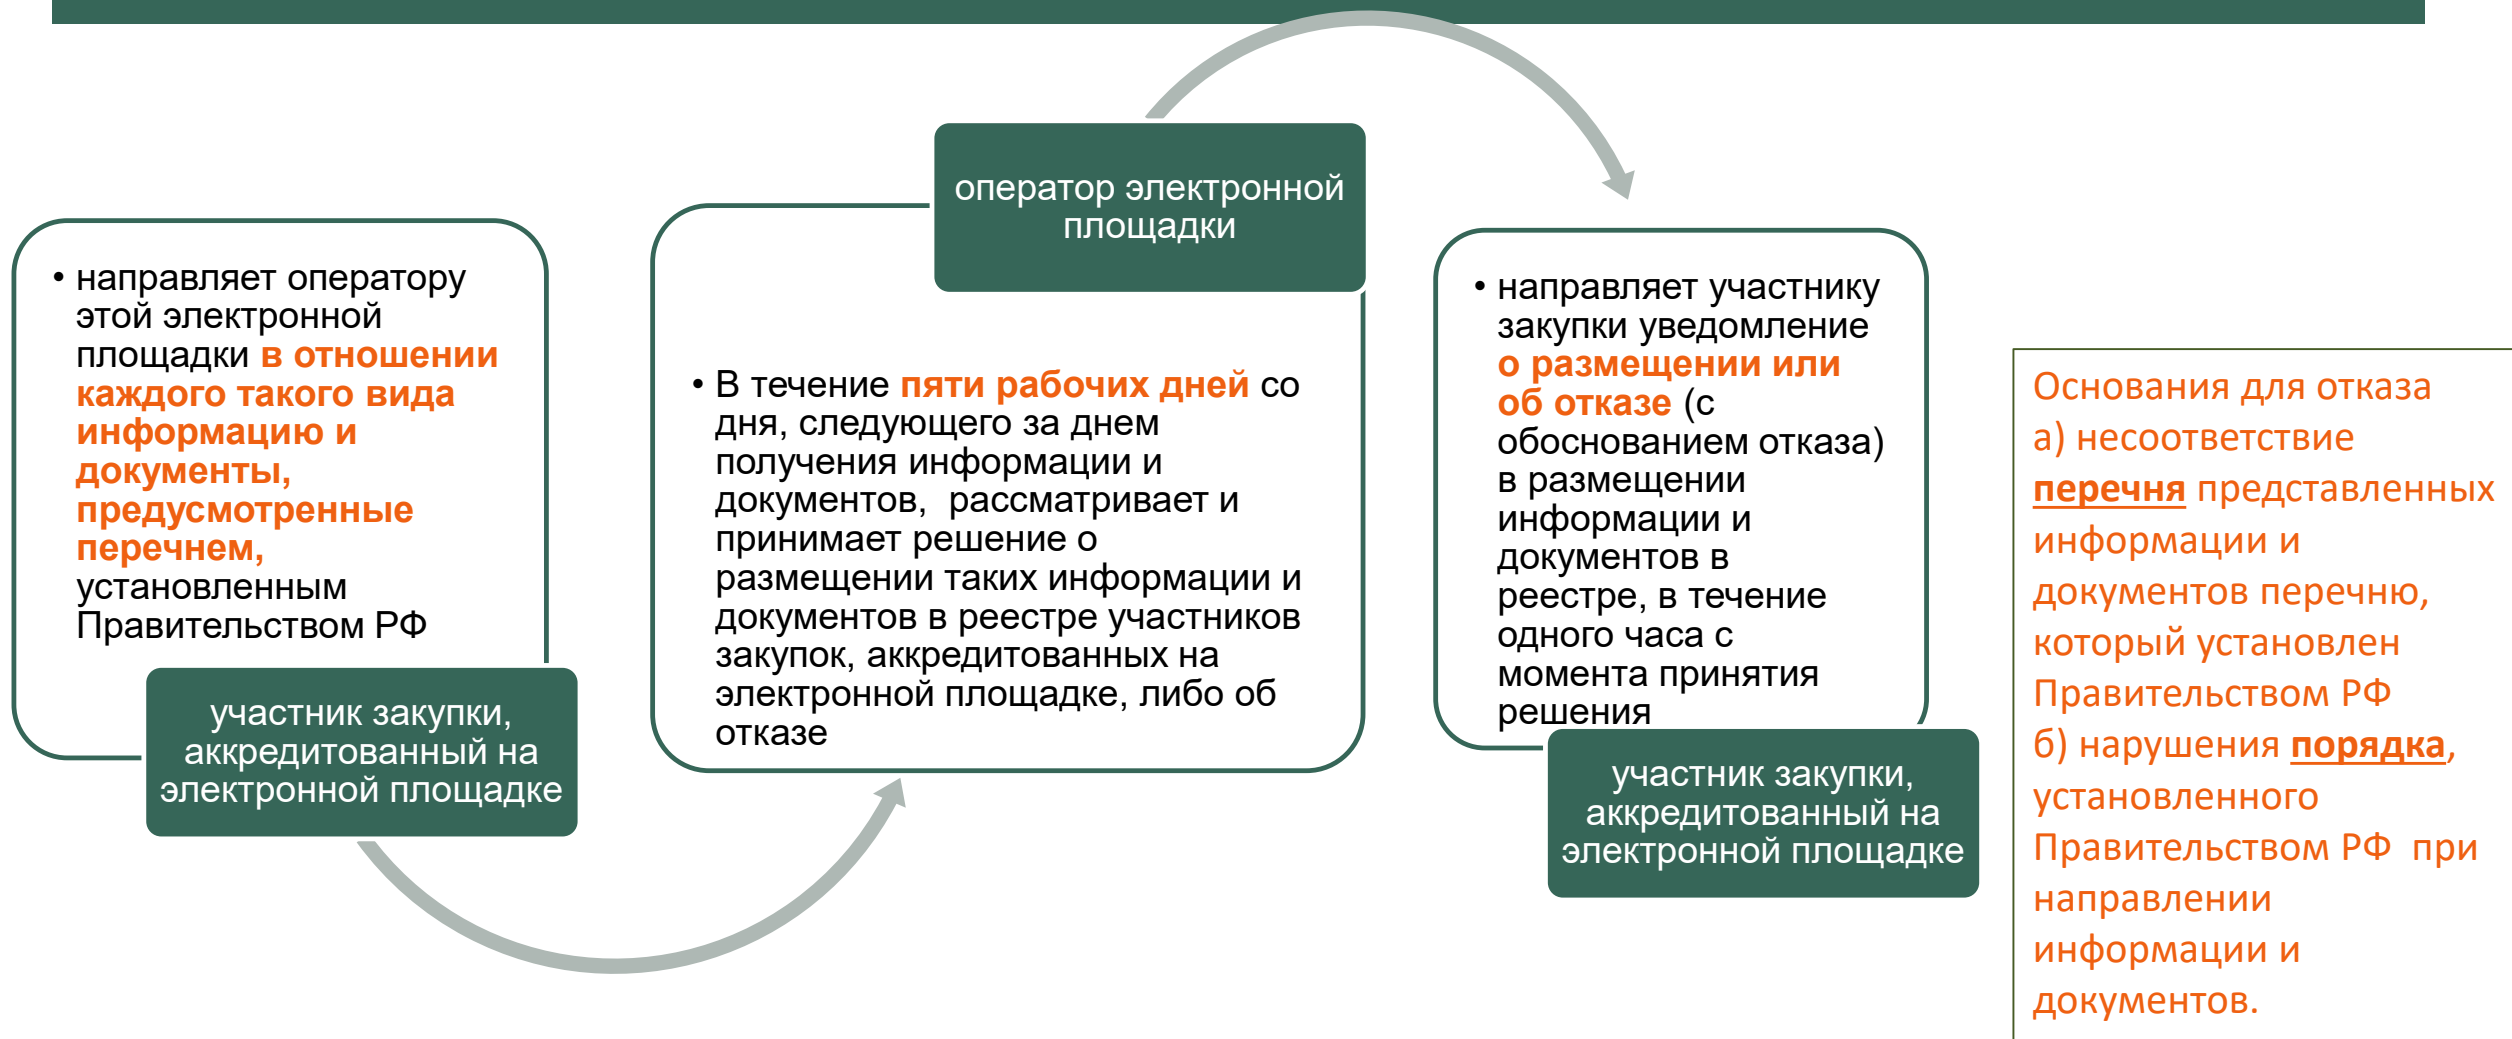 • направляет оператору
этой электронной
площадки в отношении
каждого такого вида
информацию и
документы,
предусмотренные
перечнем,
установленным
Правительством РФ
участник закупки,
аккредитованный на
электронной площадке
оператор электронной
площадки
• В течение пяти рабочих дней со
дня, следующего за днем
получения информации и
документов,  рассматривает и
принимает решение о
размещении таких информации и
документов в реестре участников
закупок, аккредитованных на
электронной площадке, либо об
отказе
• направляет участнику
закупки уведомление
о размещении или
об отказе (с
обоснованием отказа)
в размещении
информации и
документов в
реестре, в течение
одного часа с
момента принятия
решения
участник закупки,
аккредитованный на
электронной площадке
Основания для отказа
а) несоответствие
перечня представленных
информации и
документов перечню,
который установлен
Правительством РФ
б) нарушения порядка,
установленного
Правительством РФ  при
направлении
информации и
документов.